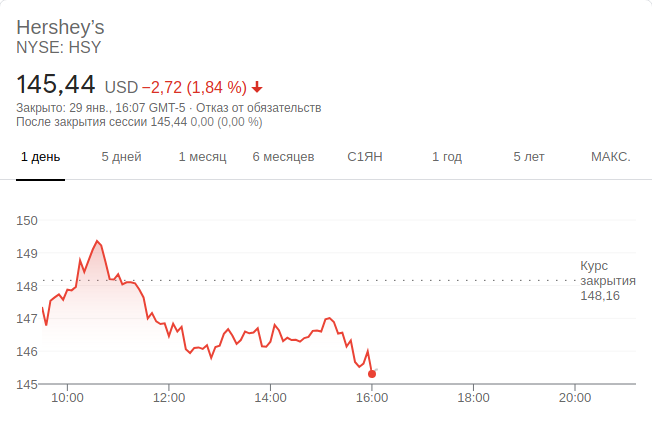 Hershey’s
NYSE: HSY
145,44 USD −2,72 (1,84 %)
Закрыто: 29 янв., 16:07 GMT-5 · Отказ от обязательств
После закрытия сессии 145,44 0,00 (0,00 %)
1 день 5 дней 1 месяц 6 месяцев С1ЯН 1 год 5 лет МАКС.
150
149
148
147
146
145
Курс
закрытия
148,16
10:00 12:00 14:00 16:00 18:00 20:00